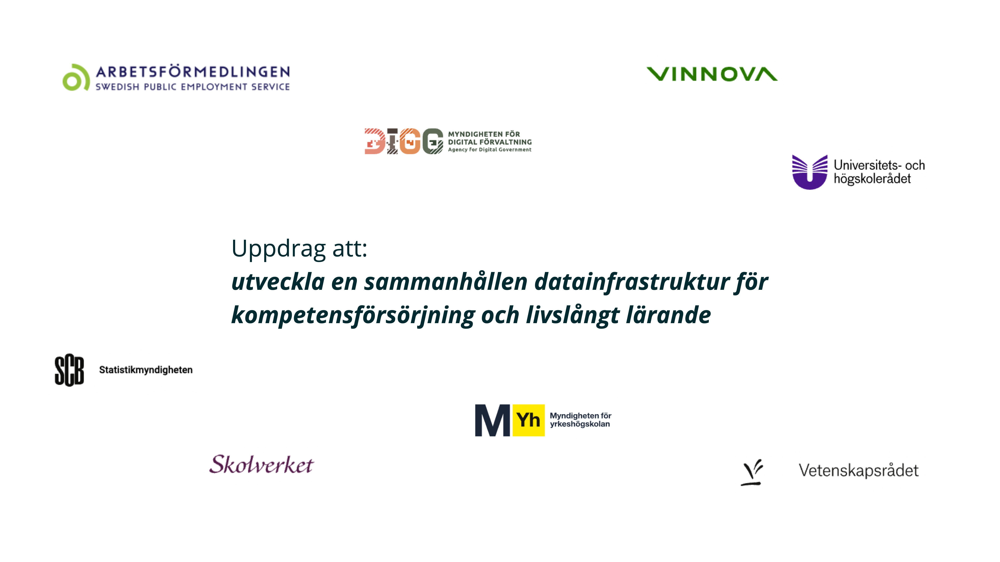 ARBETSFÖRMEDLINGEN
SWEDISH PUBLIC EMPLOYMENT SERVICE
VINNOVA
DIGG
MYNDIGHETEN FÖR
DIGITAL FÖRVALTNING
Agency for Digital Government
Universitets- och
högskolerådet
Uppdrag att:
utveckla en sammanhållen datainfrastruktur för
kompetensförsörjning och livslångt lärande
SCB Statistikmyndigheten
MYh
Myndigheten för
yrkeshögskolan
Skolverket
Vetenskapsrådet